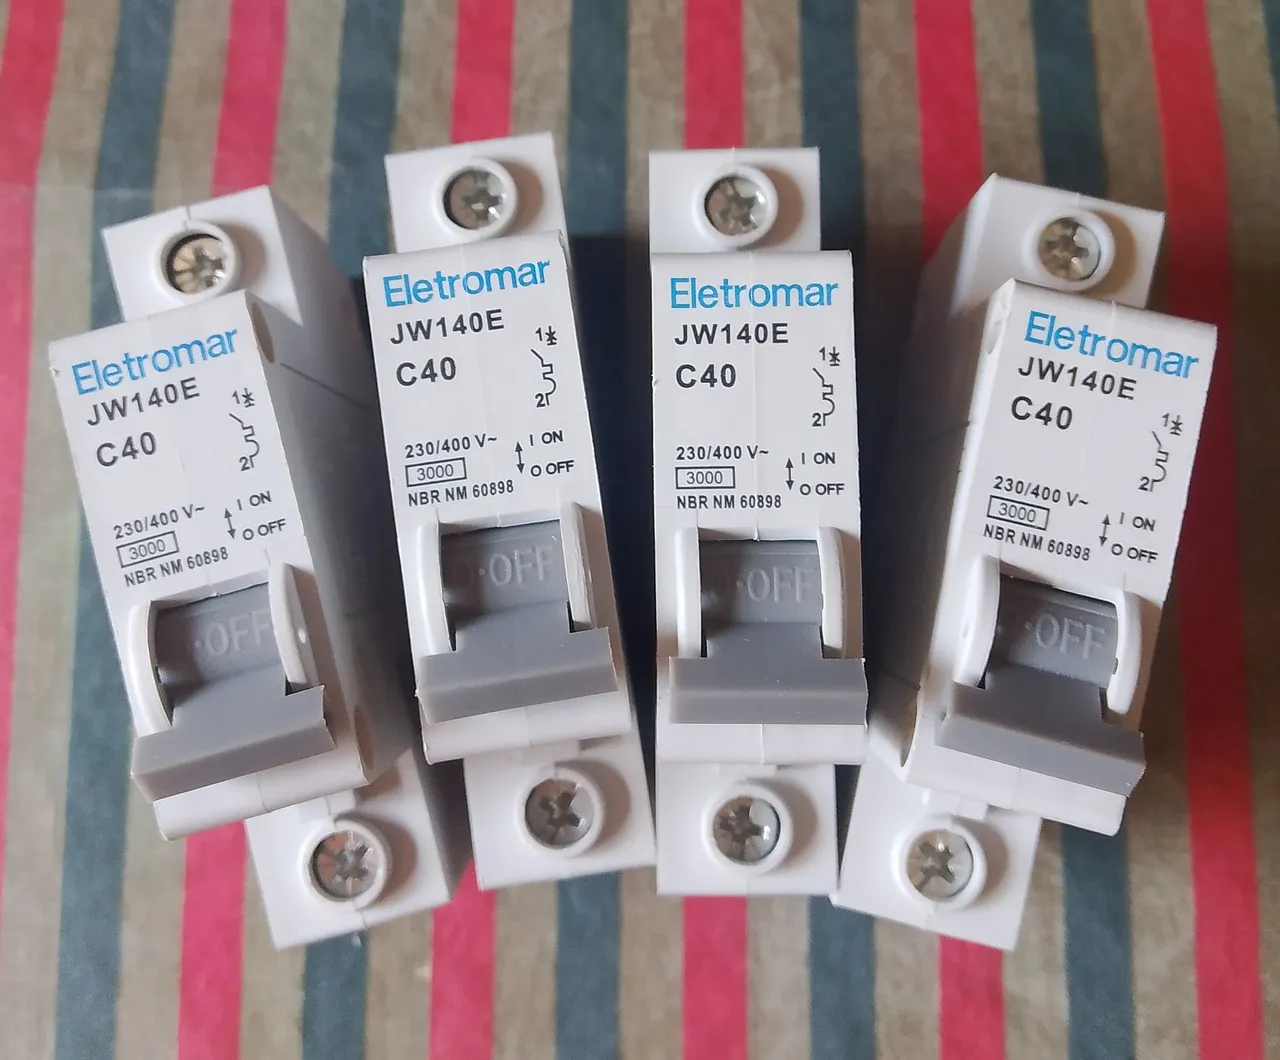 Eletromar
JW140E
C40
1
2
230/400 V~
I ON
3000
O OFF
NBR NM 60898
·OFF
Eletromar
JW140E
C40
1
2
230/400 V~
I ON
3000
O OFF
NBR NM 60898
O·OFF
Eletromar
JW140E
C40
1
2
230/400 V~
I ON
3000
O OFF
NBR NM 60898
O·OFF
Eletromar
JW140E
C40
1
2
230/400 V~
I ON
3000
O OFF
NBR NM 60898
·OFF